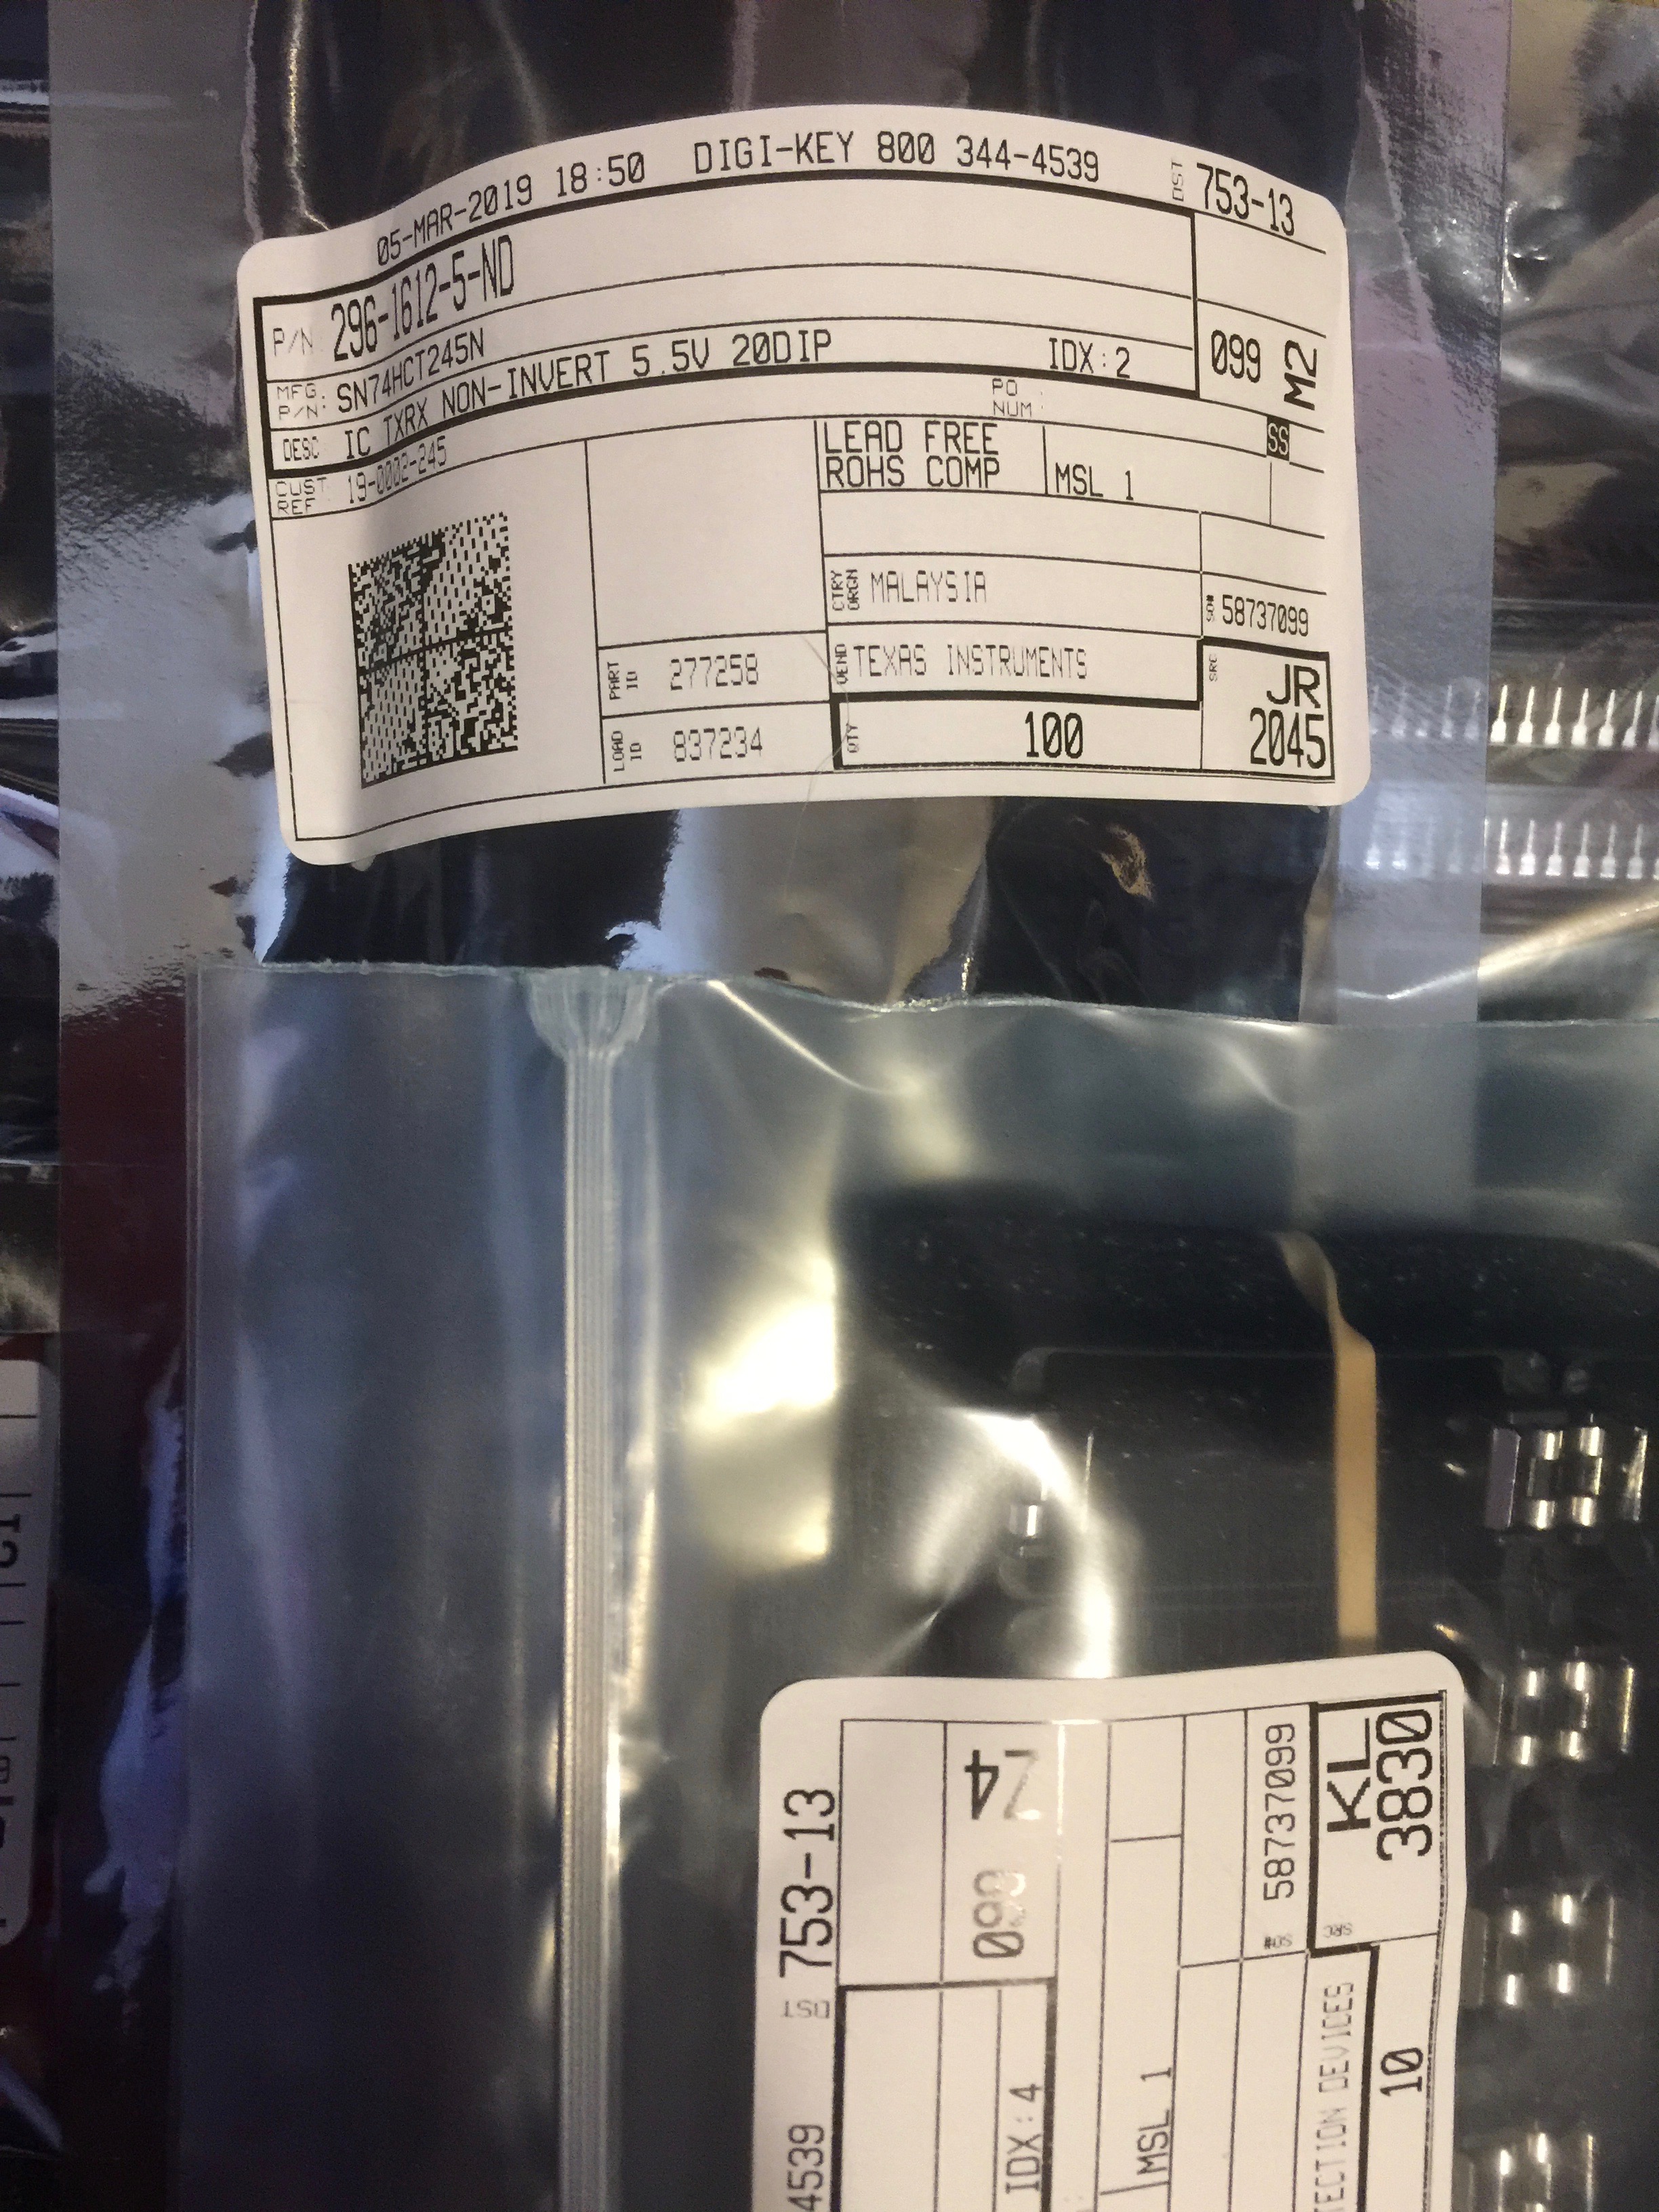 05-MAR-2019 18:50 DIGI-KEY 800 344-4539 DST 753-13
P/N: 296-1612-5-ND
MFG. P/N: SN74HCT245N
DESC: IC TXRX NON-INVERT 5.5V 20DIP IDX:2
099 M2
CUST REF 19-0002-245
PO NUM:
SS
LEAD FREE
ROHS COMP
MSL 1
CTRY ORGN MALAYSIA
SO# 58737099
PART ID 277258
VEND TEXAS INSTRUMENTS
SRC JR
2045
LOAD ID 837234
QTY 100
4539 DST 753-13
IDX:4
Z4
MSL 1
SO# 58737099
TECTION DEVICES
SRC KL
3830
10